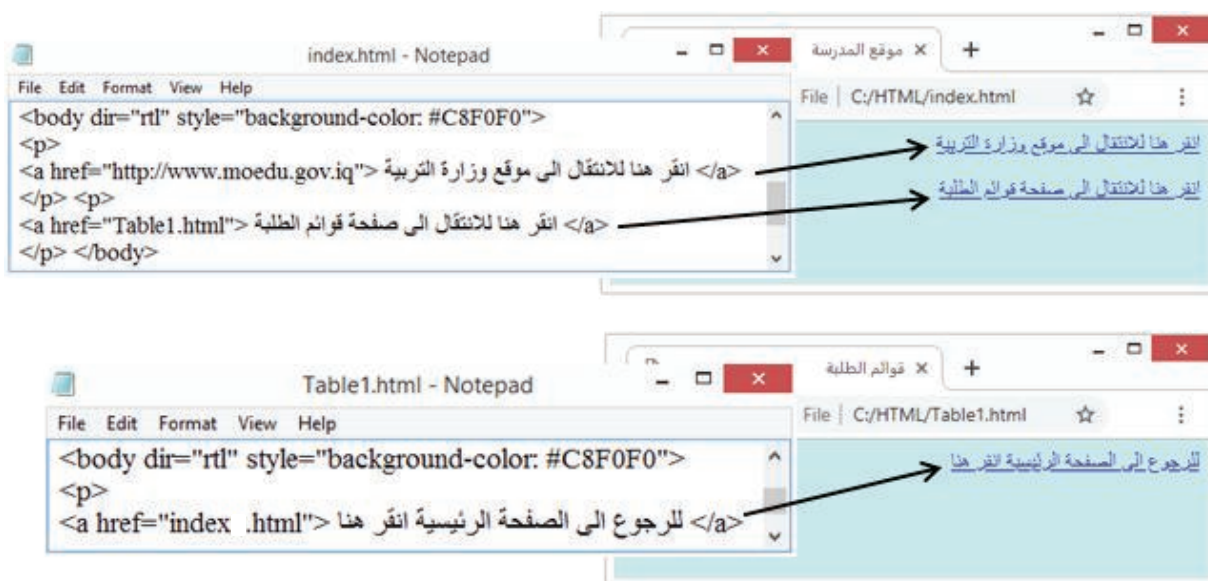 index.html - Notepad
File Edit Format View Help
<body dir="rtl" style="background-color: #C8F0F0">
<p>
<a href="http://www.moedu.gov.iq"> انقر هنا للانتقال الى موقع وزارة التربية </a>
</p> <p>
<a href="Table1.html"> انقر هنا للانتقال الى صفحة قوائم الطلبة </a>
</p> </body>
موقع المدرسة × +
File | C:/HTML/index.html
انقر هنا للانتقال الى موقع وزارة التربية
انقر هنا للانتقال الى صفحة قوائم الطلبة
Table1.html - Notepad
File Edit Format View Help
<body dir="rtl" style="background-color: #C8F0F0">
<p>
<a href="index  .html"> للرجوع الى الصفحة الرئيسية انقر هنا </a>
قوائم الطلبة × +
File | C:/HTML/Table1.html
للرجوع الى الصفحة الرئيسية انقر هنا